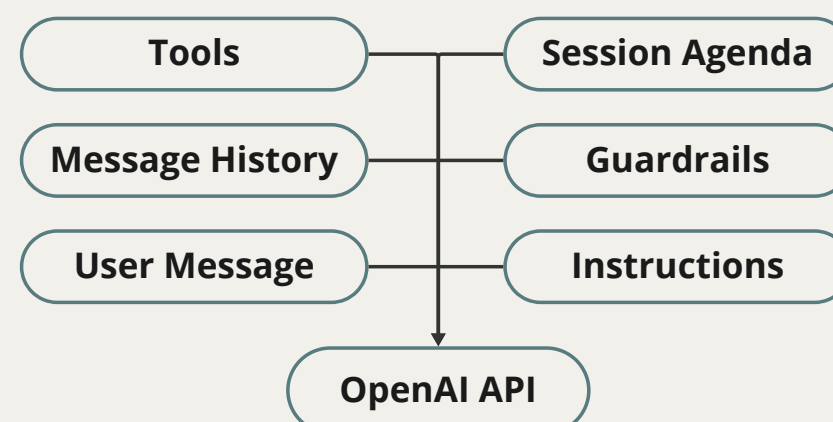 Tools
Session Agenda
Message History
Guardrails
User Message
Instructions
OpenAI API